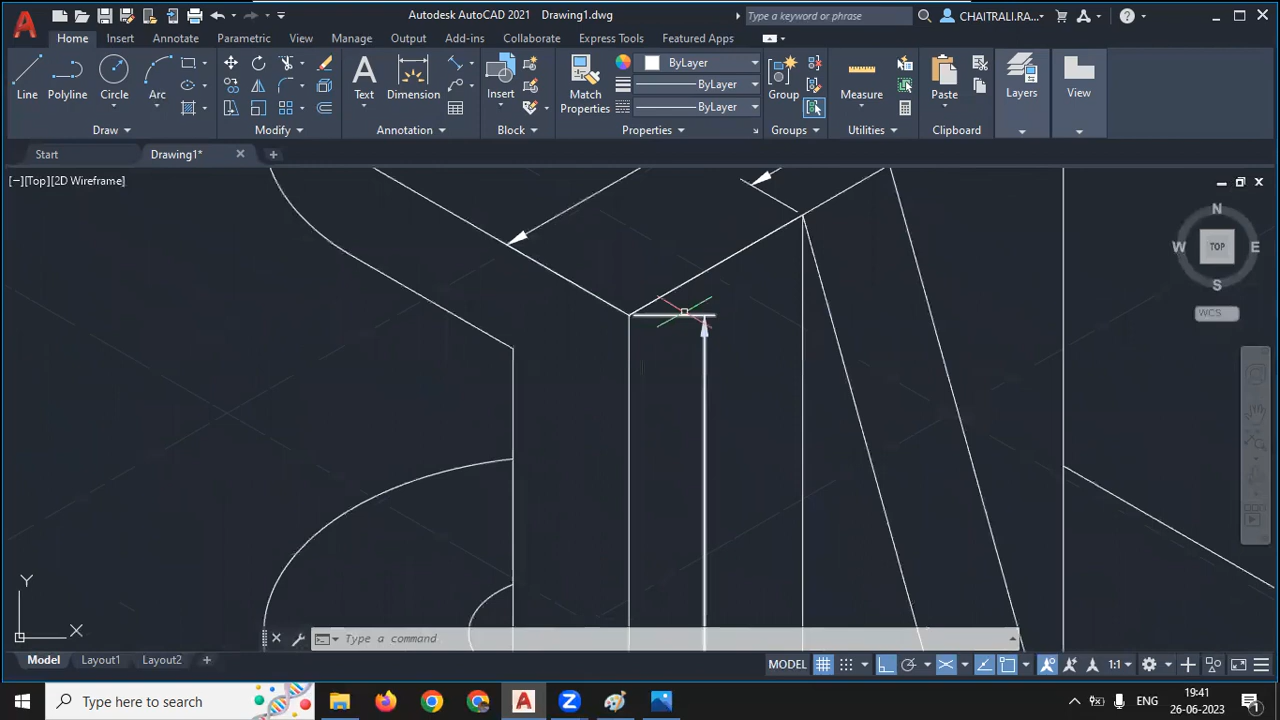 Autodesk AutoCAD 2021 Drawing1.dwg
Type a keyword or phrase
CHAITRALI.RA...
Home Insert Annotate Parametric View Manage Output Add-ins Collaborate Express Tools Featured Apps
Line Polyline Circle Arc
Text Dimension
Insert
Match Properties
ByLayer
ByLayer
ByLayer
Group
Measure
Paste
Layers
View
Draw Modify Annotation Block Properties Groups Utilities Clipboard
Start Drawing1*
[−][Top][2D Wireframe]
N
W TOP E
S
WCS
Y
X
Type a command
Model Layout1 Layout2
MODEL
1:1
Type here to search
ENG
19:41
26-06-2023
1